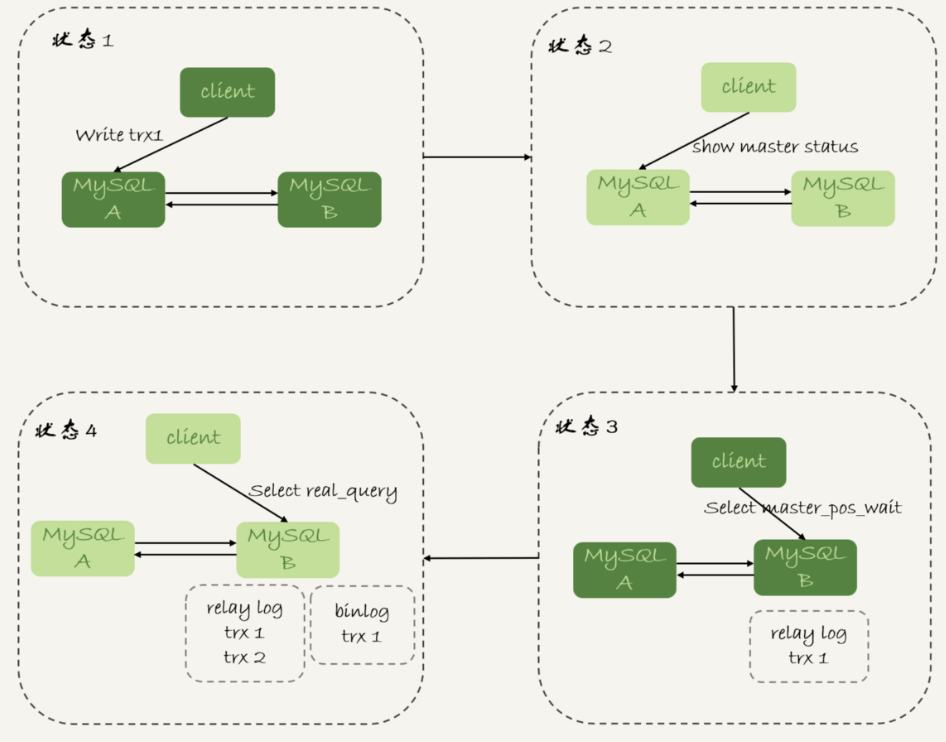 状态1
client
Write trx1
MySQL
A
MySQL
B
状态2
client
show master status
MySQL
A
MySQL
B
状态3
client
Select master_pos_wait
MySQL
A
MySQL
B
relay log
trx 1
状态4
client
Select real_query
MySQL
A
MySQL
B
relay log
trx 1
trx 2
binlog
trx 1